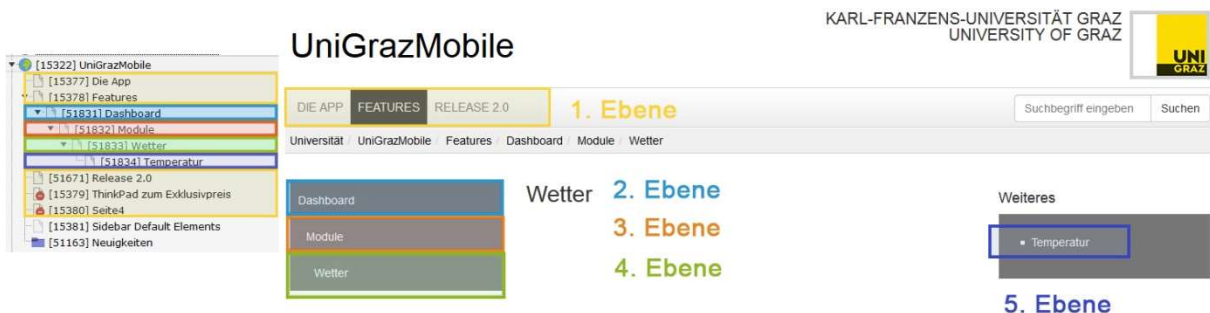 [15322] UniGrazMobile
[15377] Die App
[15378] Features
[51831] Dashboard
[51832] Module
[51833] Wetter
[51834] Temperatur
[51671] Release 2.0
[15379] ThinkPad zum Exklusivpreis
[15380] Seite4
[15381] Sidebar Default Elements
[51163] Neuigkeiten
UniGrazMobile
KARL-FRANZENS-UNIVERSITÄT GRAZ
UNIVERSITY OF GRAZ
UNI
GRAZ
DIE APP FEATURES RELEASE 2.0
1. Ebene
Suchbegriff eingeben Suchen
Universität / UniGrazMobile / Features / Dashboard / Module / Wetter
Dashboard
Module
Wetter
Wetter
2. Ebene
3. Ebene
4. Ebene
Weiteres
Temperatur
5. Ebene